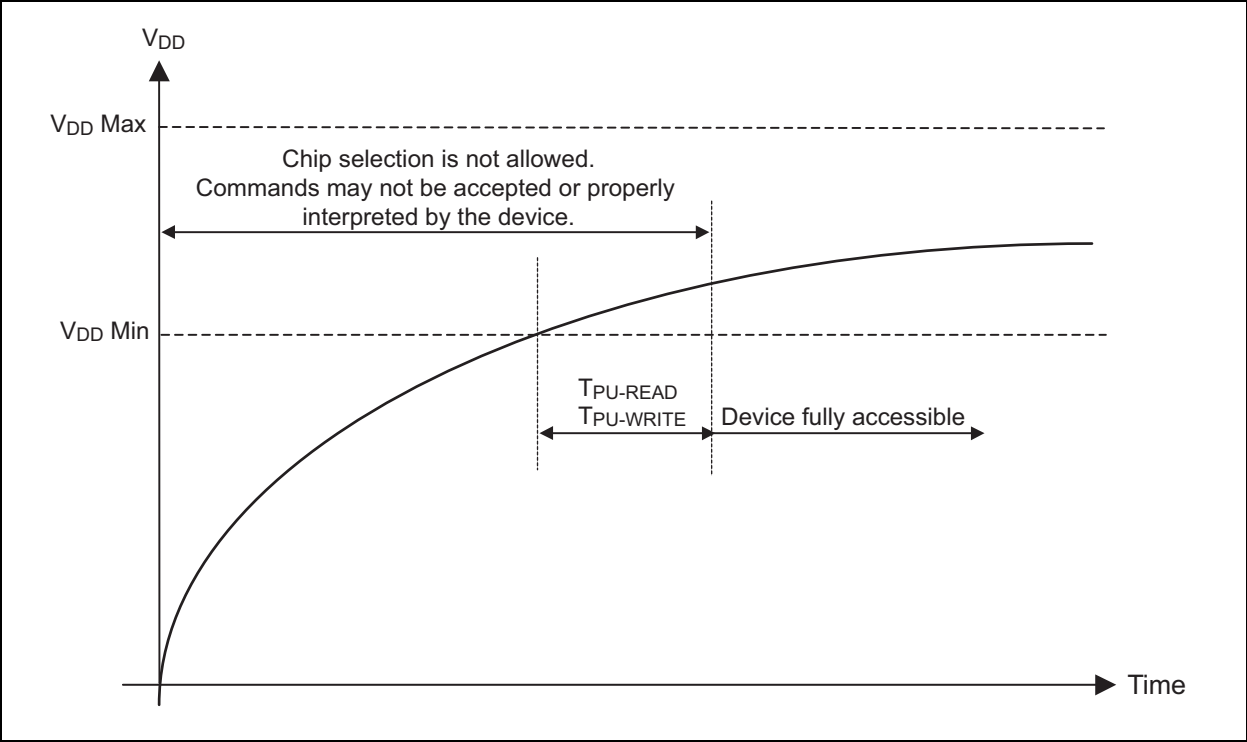 VDD
VDD Max
Chip selection is not allowed.
Commands may not be accepted or properly
interpreted by the device.
VDD Min
TPU-READ
TPU-WRITE
Device fully accessible
Time